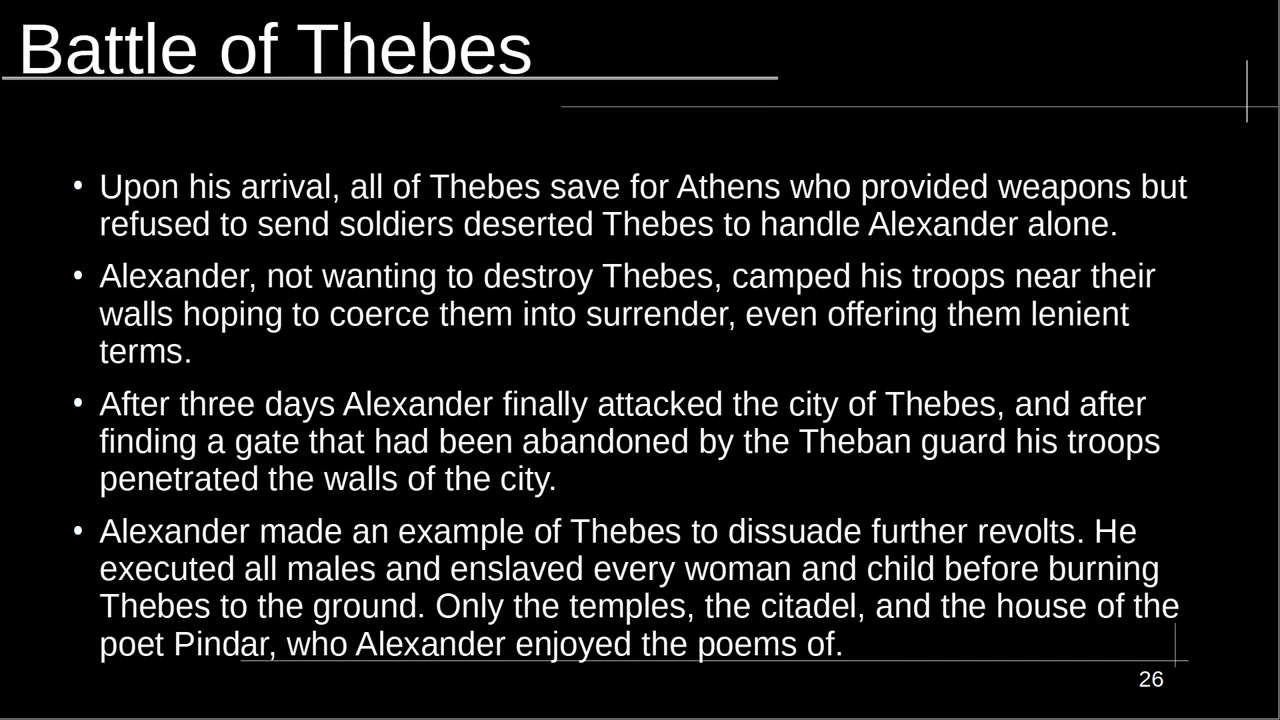 Battle of Thebes
• Upon his arrival, all of Thebes save for Athens who provided weapons but
refused to send soldiers deserted Thebes to handle Alexander alone.
• Alexander, not wanting to destroy Thebes, camped his troops near their
walls hoping to coerce them into surrender, even offering them lenient
terms.
• After three days Alexander finally attacked the city of Thebes, and after
finding a gate that had been abandoned by the Theban guard his troops
penetrated the walls of the city.
• Alexander made an example of Thebes to dissuade further revolts. He
executed all males and enslaved every woman and child before burning
Thebes to the ground. Only the temples, the citadel, and the house of the
poet Pindar, who Alexander enjoyed the poems of.
26